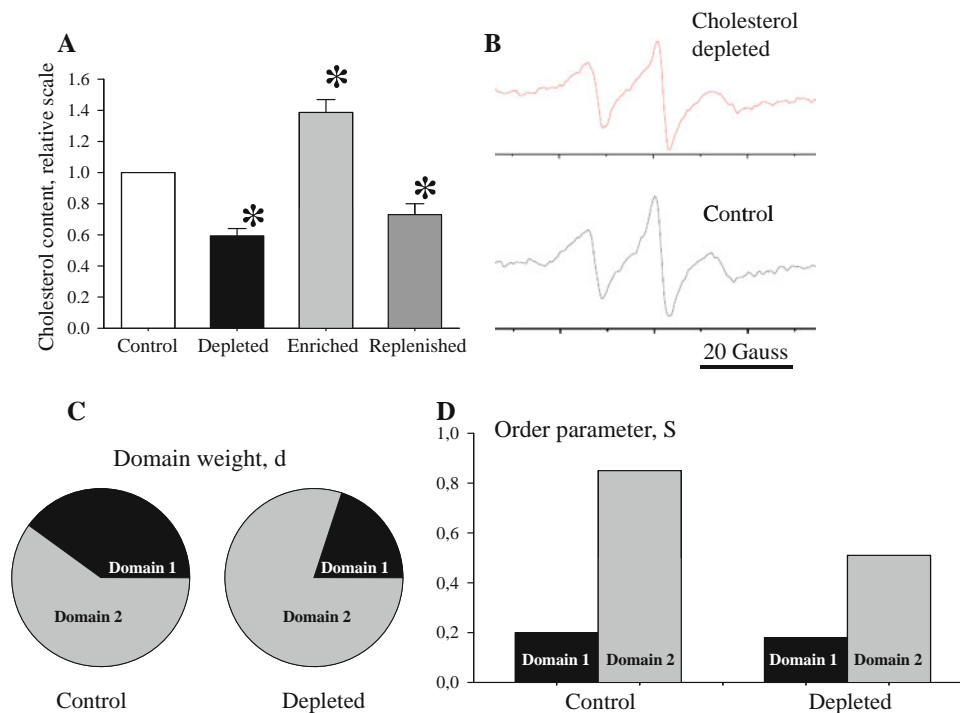 A
Cholesterol content, relative scale
1.6
1.4
1.2
1.0
0.8
0.6
0.4
0.2
0.0
*
*
*
Control Depleted Enriched Replenished
B
Cholesterol
depleted
Control
20 Gauss
C
Domain weight, d
Domain 1
Domain 2
Control
Domain 1
Domain 2
Depleted
D
Order parameter, S
1,0
0,8
0,6
0,4
0,2
0,0
Domain 1 Domain 2
Domain 1 Domain 2
Control Depleted